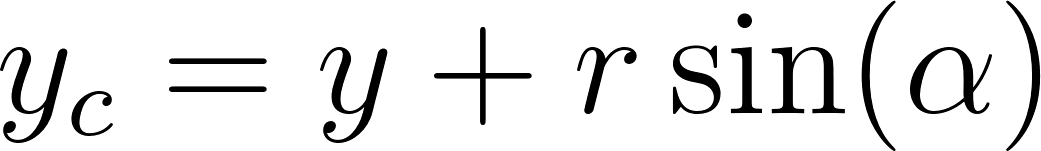 y_c = y + r sin(α)